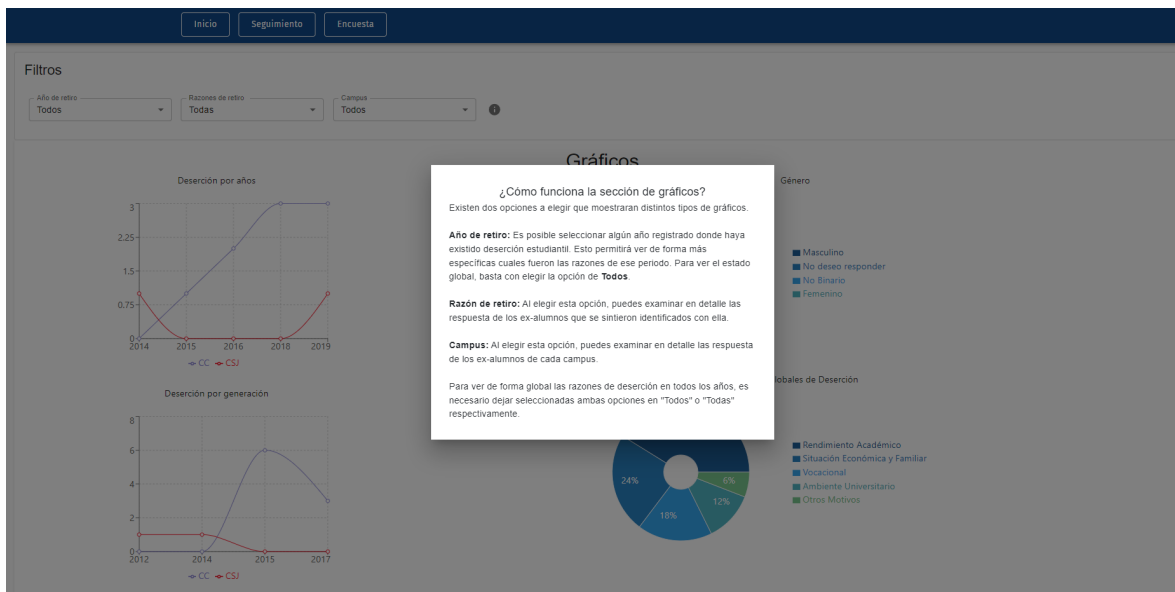 Inicio
Seguimiento
Encuesta
Filtros
Año de retiro
Todos
Razones de retiro
Todas
Campus
Todos
Gráficos
Deserción por años
3
2.25
1.5
0.75
0
2014
2015
2016
2018
2019
CC
CSJ
Deserción por generación
8
6
4
2
0
2012
2014
2015
2017
CC
CSJ
¿Cómo funciona la sección de gráficos?
Existen dos opciones a elegir que moestraran distintos tipos de gráficos.
Año de retiro: Es posible seleccionar algún año registrado donde haya
existido deserción estudiantil. Esto permitirá ver de forma más
específicas cuales fueron las razones de ese periodo. Para ver el estado
global, basta con elegir la opción de Todos.
Razón de retiro: Al elegir esta opción, puedes examinar en detalle las
respuesta de los ex-alumnos que se sintieron identificados con ella.
Campus: Al elegir esta opción, puedes examinar en detalle las respuesta
de los ex-alumnos de cada campus.
Para ver de forma global las razones de deserción en todos los años, es
necesario dejar seleccionadas ambas opciones en "Todos" o "Todas"
respectivamente.
Género
Masculino
No deseo responder
No Binario
Femenino
lobales de Deserción
24%
18%
12%
6%
Rendimiento Académico
Situación Económica y Familiar
Vocacional
Ambiente Universitario
Otros Motivos